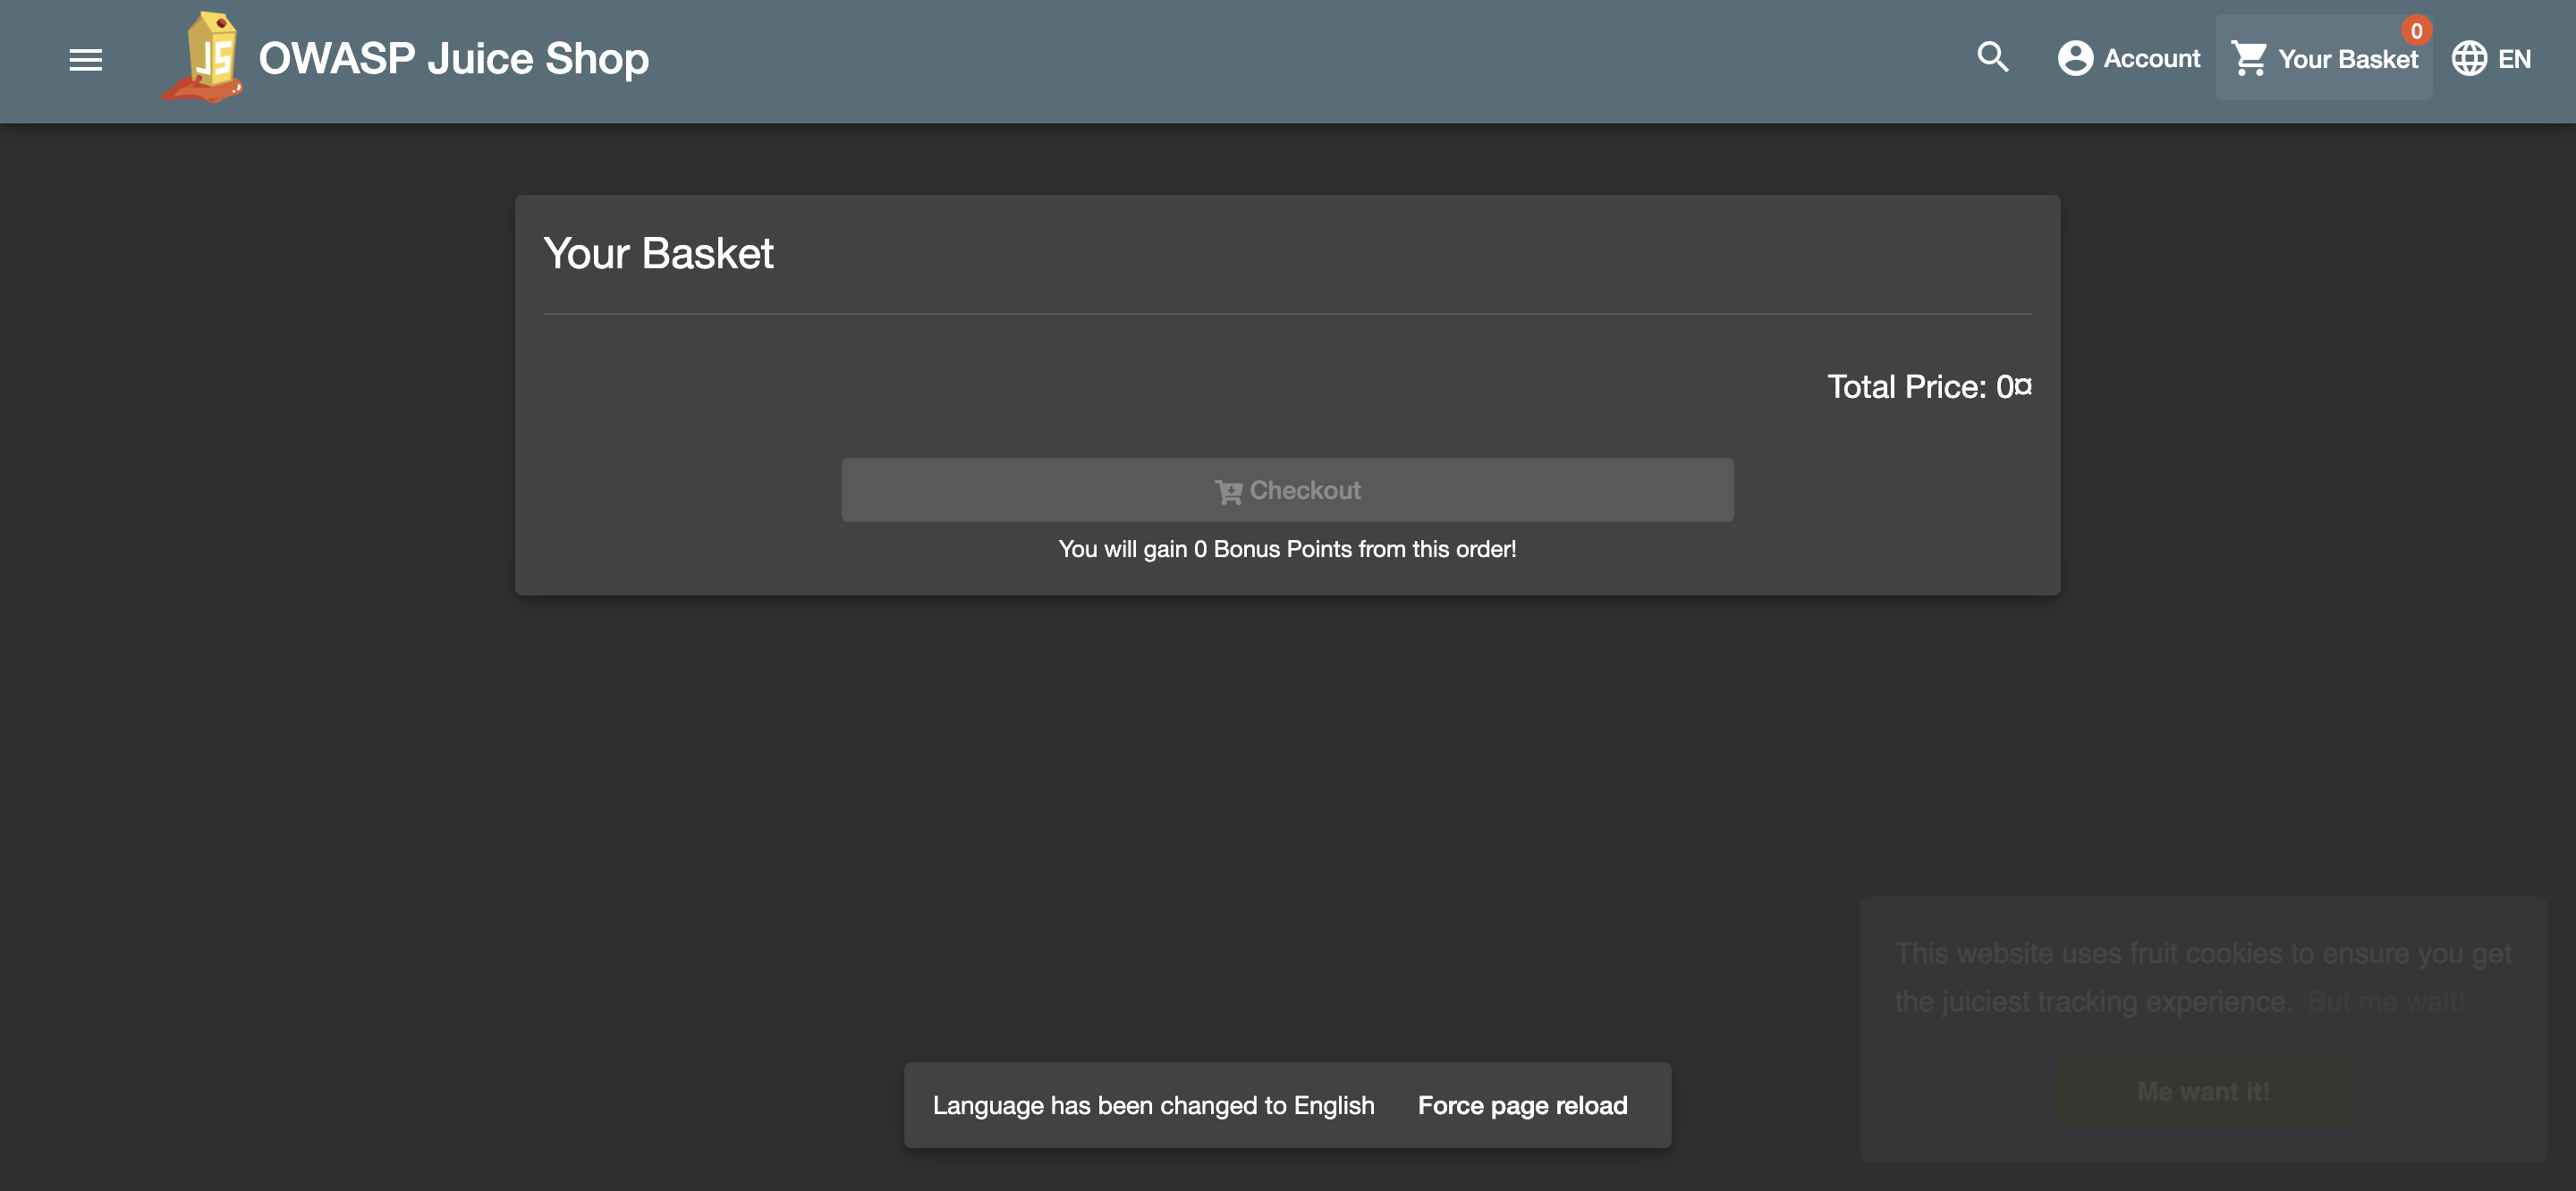 JS
OWASP Juice Shop
Account
Your Basket
0
EN
Your Basket
Total Price: 0¤
Checkout
You will gain 0 Bonus Points from this order!
This website uses fruit cookies to ensure you get
the juiciest tracking experience. But me wait!
Me want it!
Language has been changed to English
Force page reload